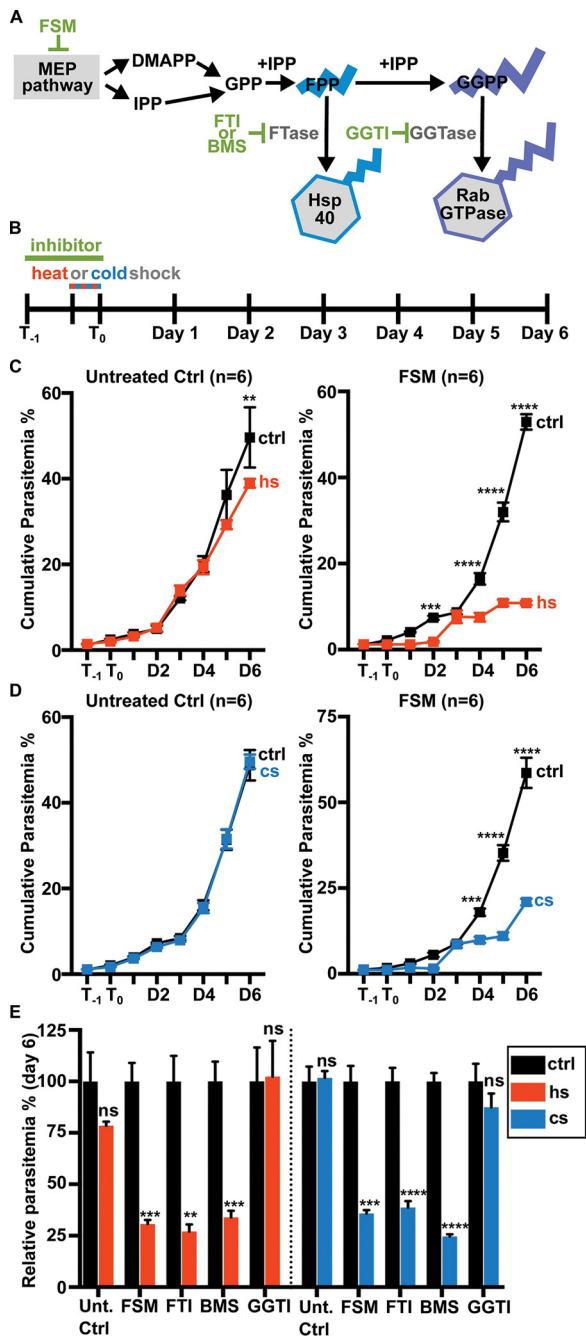 A
FSM
MEP
pathway
DMAPP
IPP
GPP
+IPP
FPP
+IPP
GGPP
FTI
or
BMS
FTase
GGTI
GGTase
Hsp
40
Rab
GTPase
B
inhibitor
heat or cold shock
T-1
T0
Day 1
Day 2
Day 3
Day 4
Day 5
Day 6
C
Untreated Ctrl (n=6)
Cumulative Parasitemia %
60
40
20
0
**
ctrl
hs
T-1 T0 D2 D4 D6
FSM (n=6)
Cumulative Parasitemia %
60
40
20
0
***
****
****
****
ctrl
hs
T-1 T0 D2 D4 D6
D
Untreated Ctrl (n=6)
Cumulative Parasitemia %
60
40
20
0
ctrl
cs
T-1 T0 D2 D4 D6
FSM (n=6)
Cumulative Parasitemia %
75
50
25
0
***
****
****
ctrl
cs
T-1 T0 D2 D4 D6
E
Relative parasitemia % (day 6)
125
100
75
50
25
0
ns
***
**
***
ns
ns
***
****
****
ns
Unt. Ctrl
FSM
FTI
BMS
GGTI
Unt. Ctrl
FSM
FTI
BMS
GGTI
ctrl
hs
cs